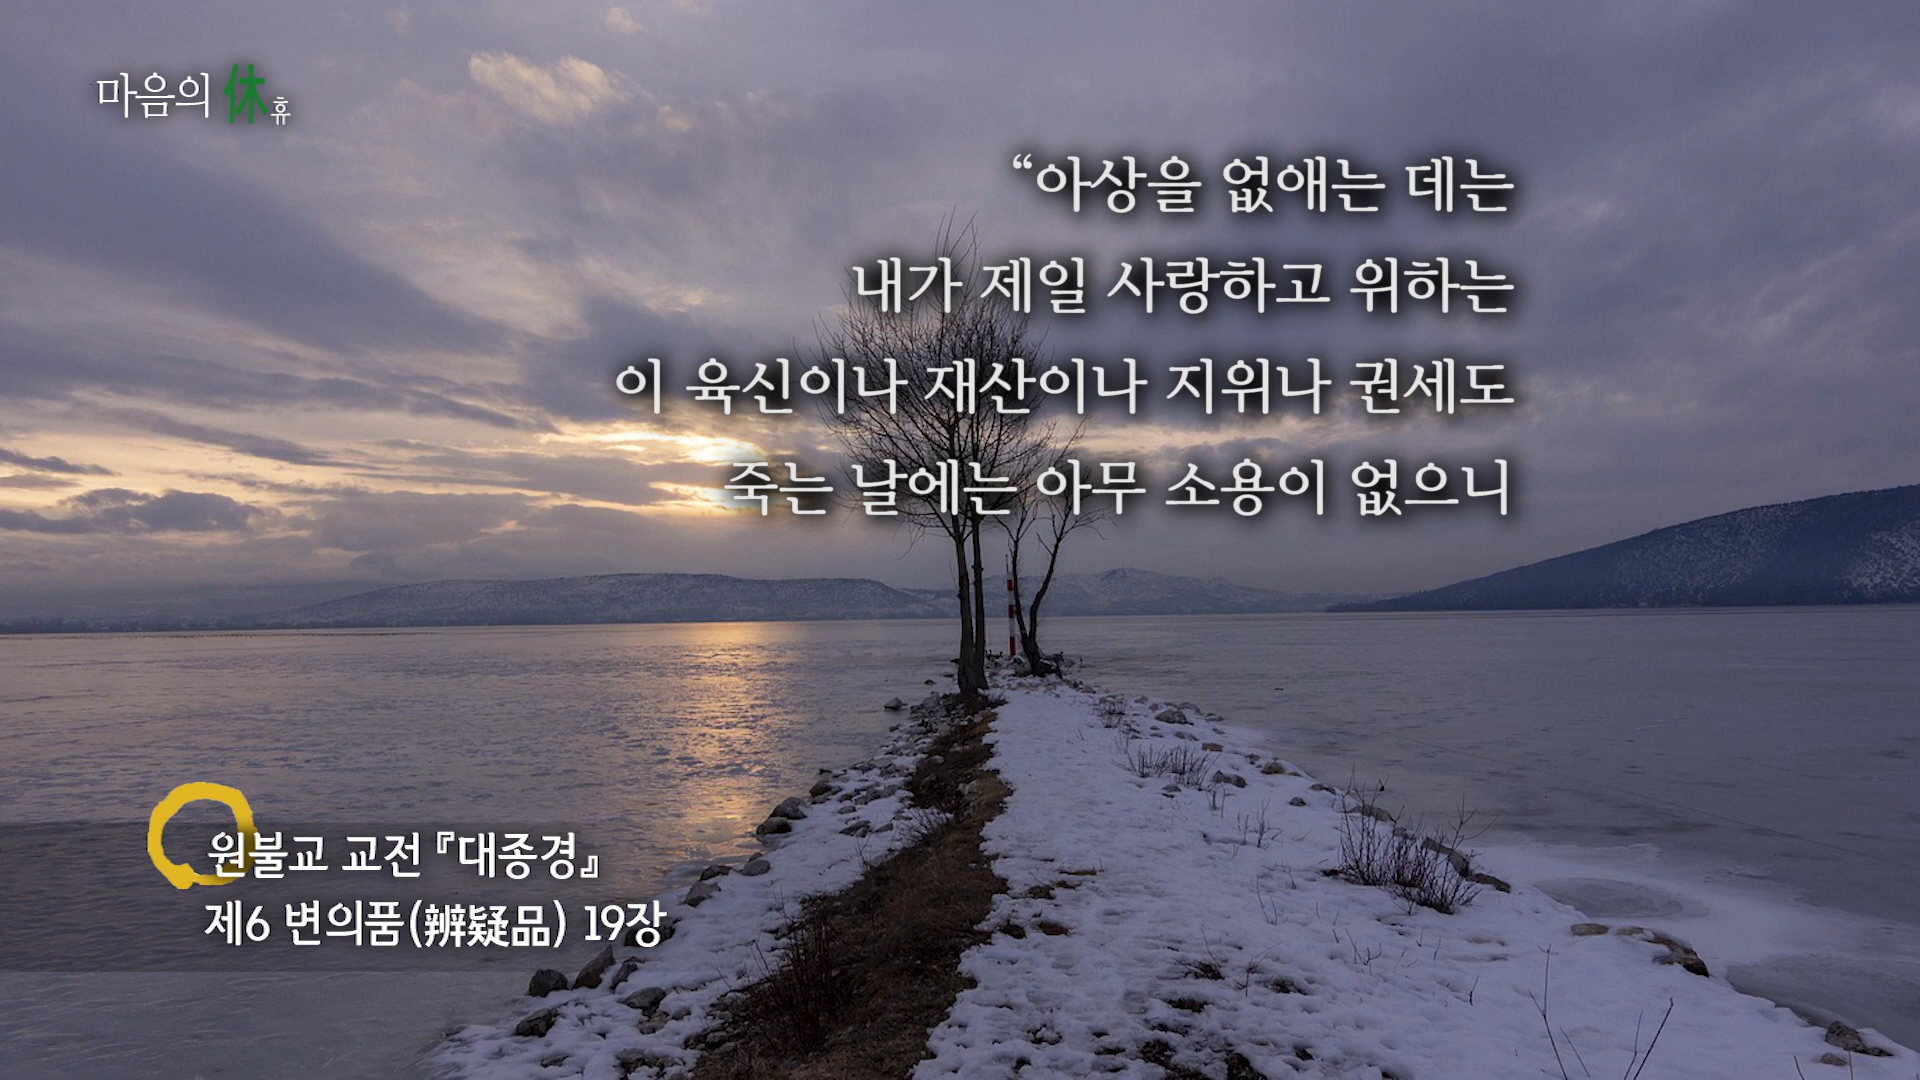 마음의 休휴
“아상을 없애는 데는
내가 제일 사랑하고 위하는
이 육신이나 재산이나 지위나 권세도
죽는 날에는 아무 소용이 없으니
원불교 교전 『대종경』
제6 변의품(辨疑品) 19장